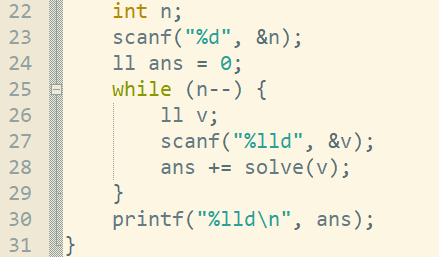 22 int n;
23 scanf("%d", &n);
24 ll ans = 0;
25 while (n--) {
26 ll v;
27 scanf("%lld", &v);
28 ans += solve(v);
29 }
30 printf("%lld\n", ans);
31 }